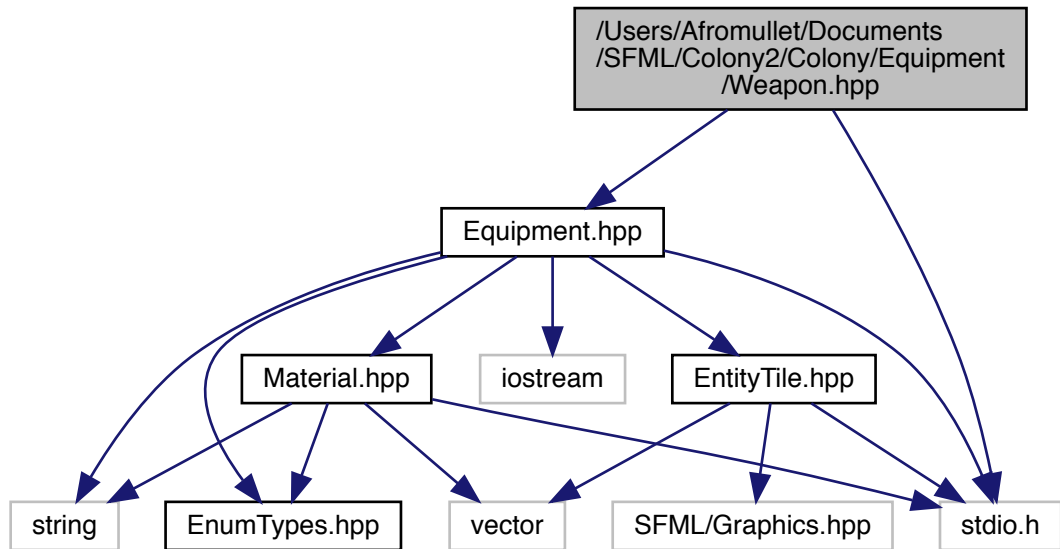 /Users/Afromullet/Documents
/SFML/Colony2/Colony/Equipment
/Weapon.hpp
Equipment.hpp
Material.hpp
iostream
EntityTile.hpp
string
EnumTypes.hpp
vector
SFML/Graphics.hpp
stdio.h